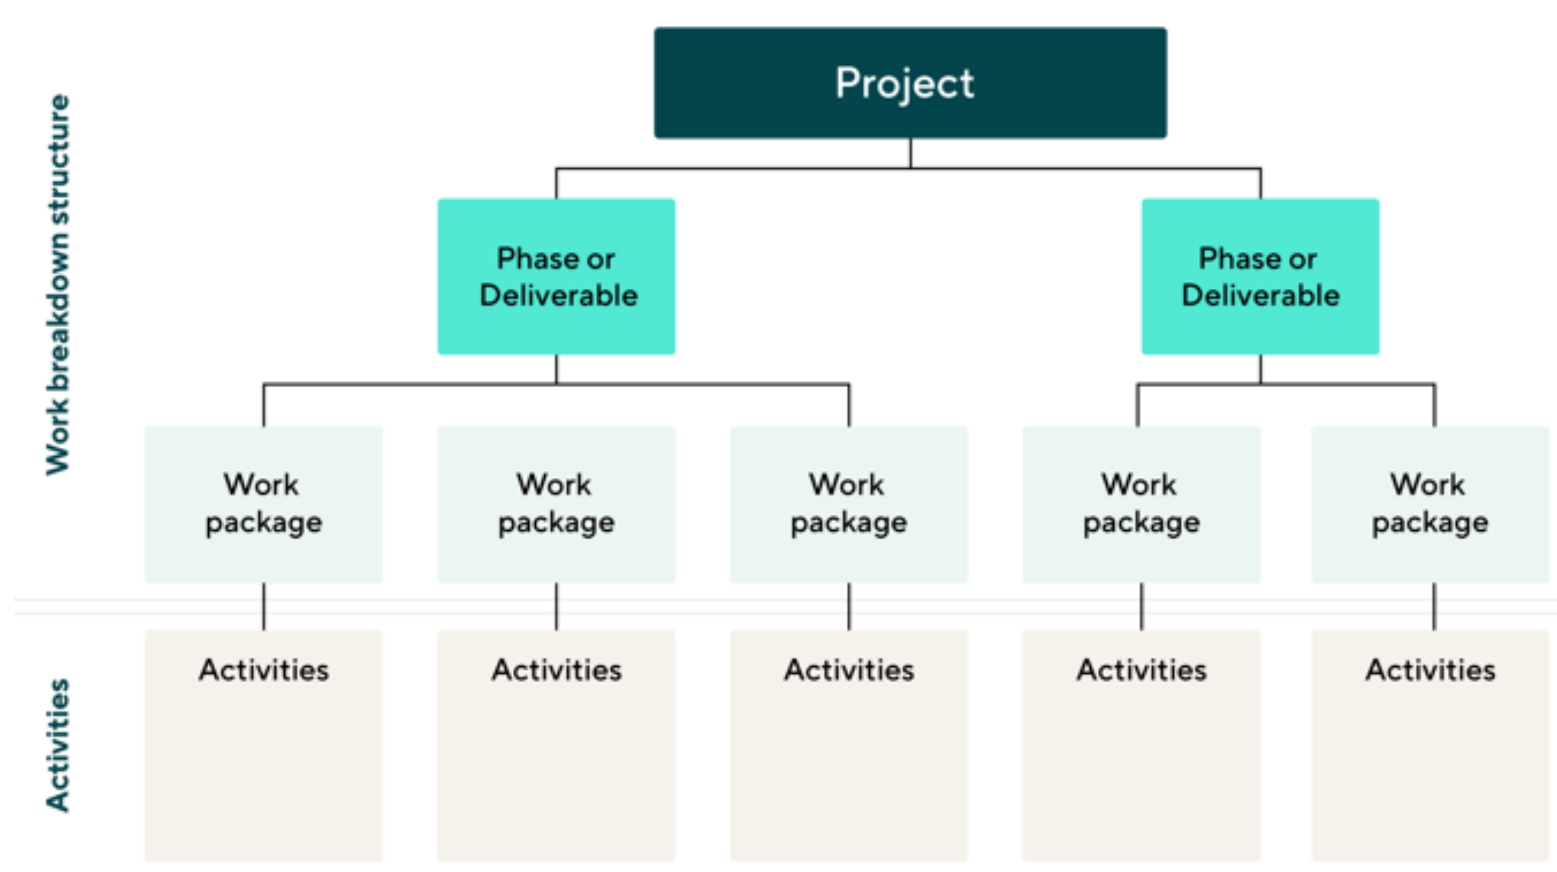 Work breakdown structure
Project
Phase or
Deliverable
Phase or
Deliverable
Work
package
Work
package
Work
package
Work
package
Work
package
Activities
Activities
Activities
Activities
Activities
Activities